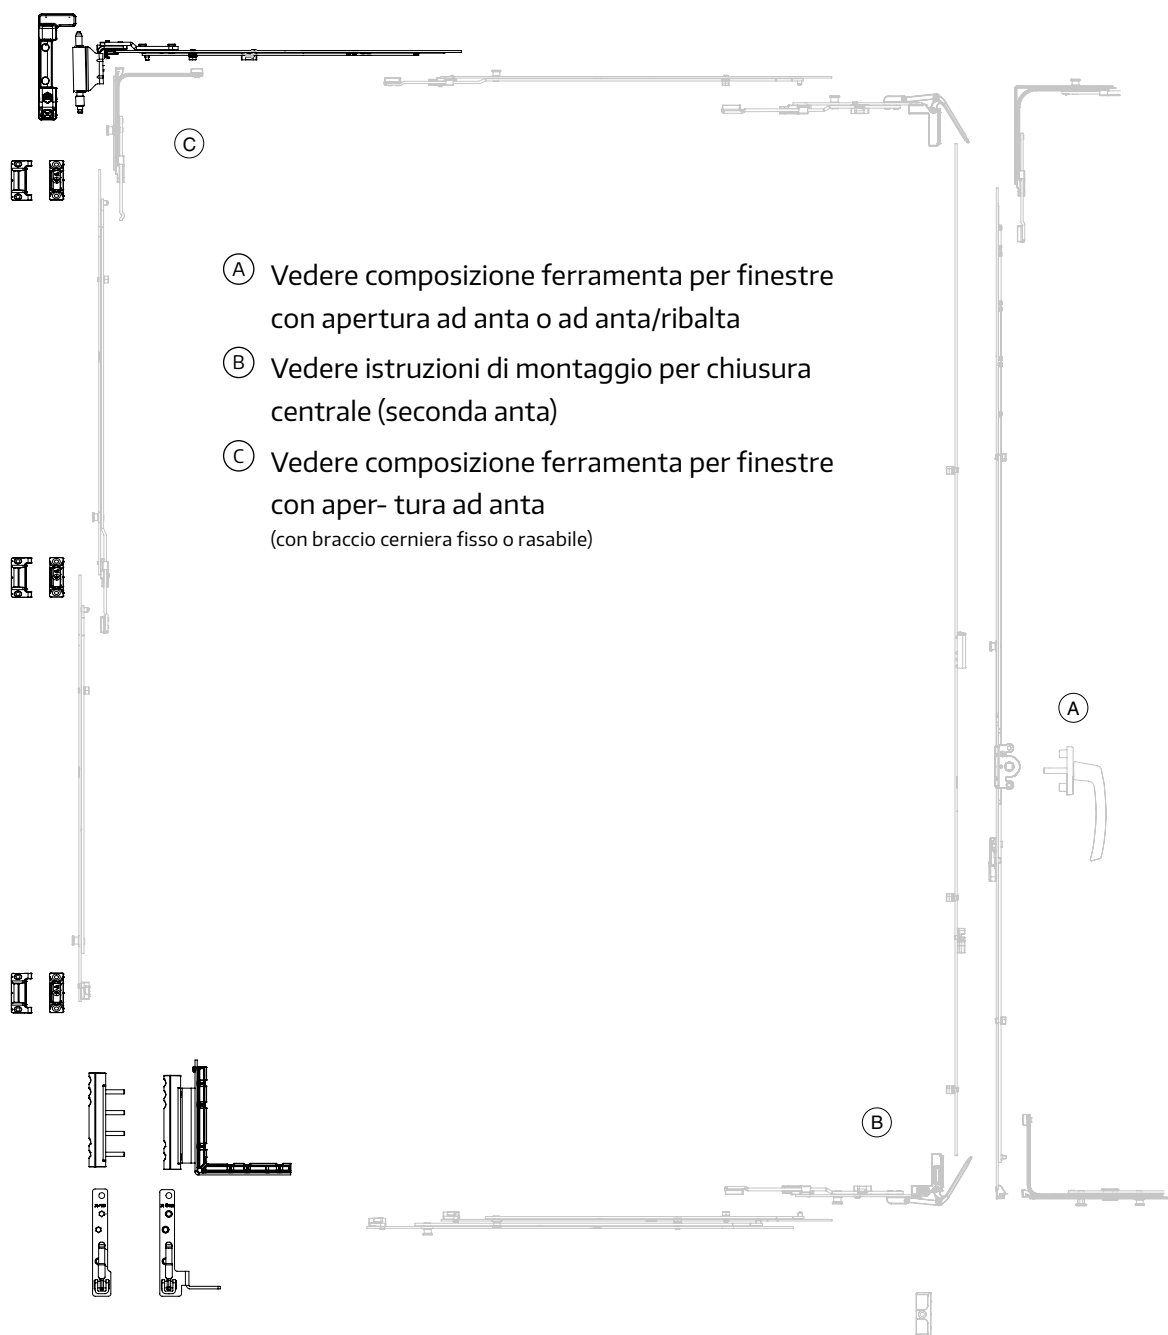 C
A Vedere composizione ferramenta per finestre
con apertura ad anta o ad anta/ribalta
B Vedere istruzioni di montaggio per chiusura
centrale (seconda anta)
C Vedere composizione ferramenta per finestre
con aper- tura ad anta
(con braccio cerniera fisso o rasabile)
A
B